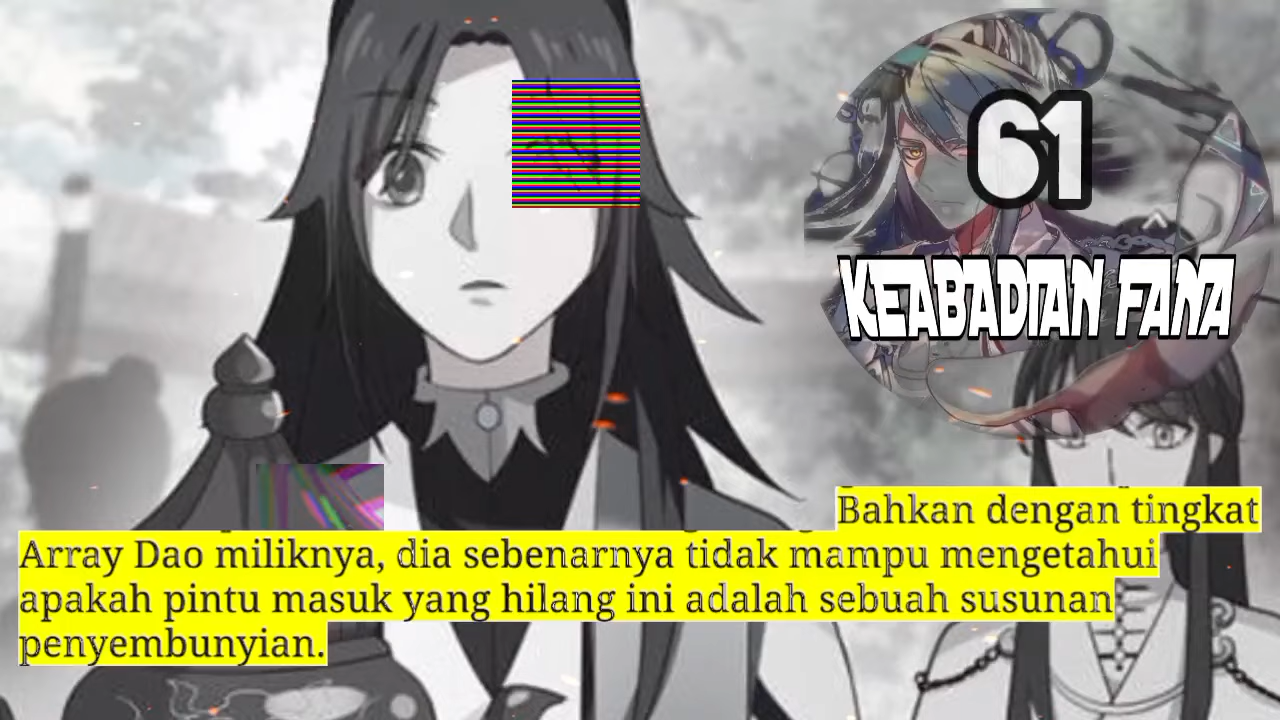 61
KEABADIAN FANA
Bahkan dengan tingkat
Array Dao miliknya, dia sebenarnya tidak mampu mengetahui
apakah pintu masuk yang hilang ini adalah sebuah susunan
penyembunyian.